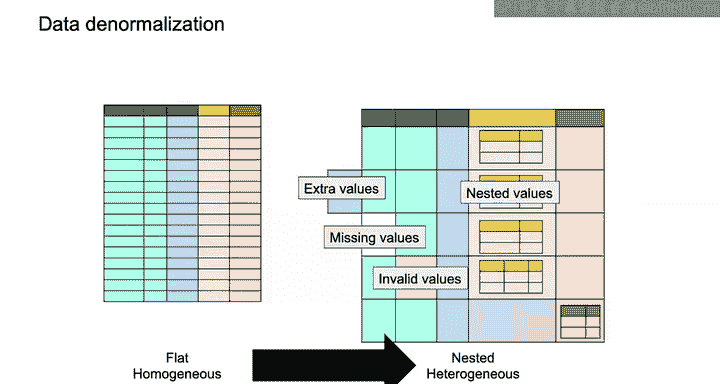 Data denormalization
Extra values
Nested values
Missing values
Invalid values
Flat
Homogeneous
Nested
Heterogeneous